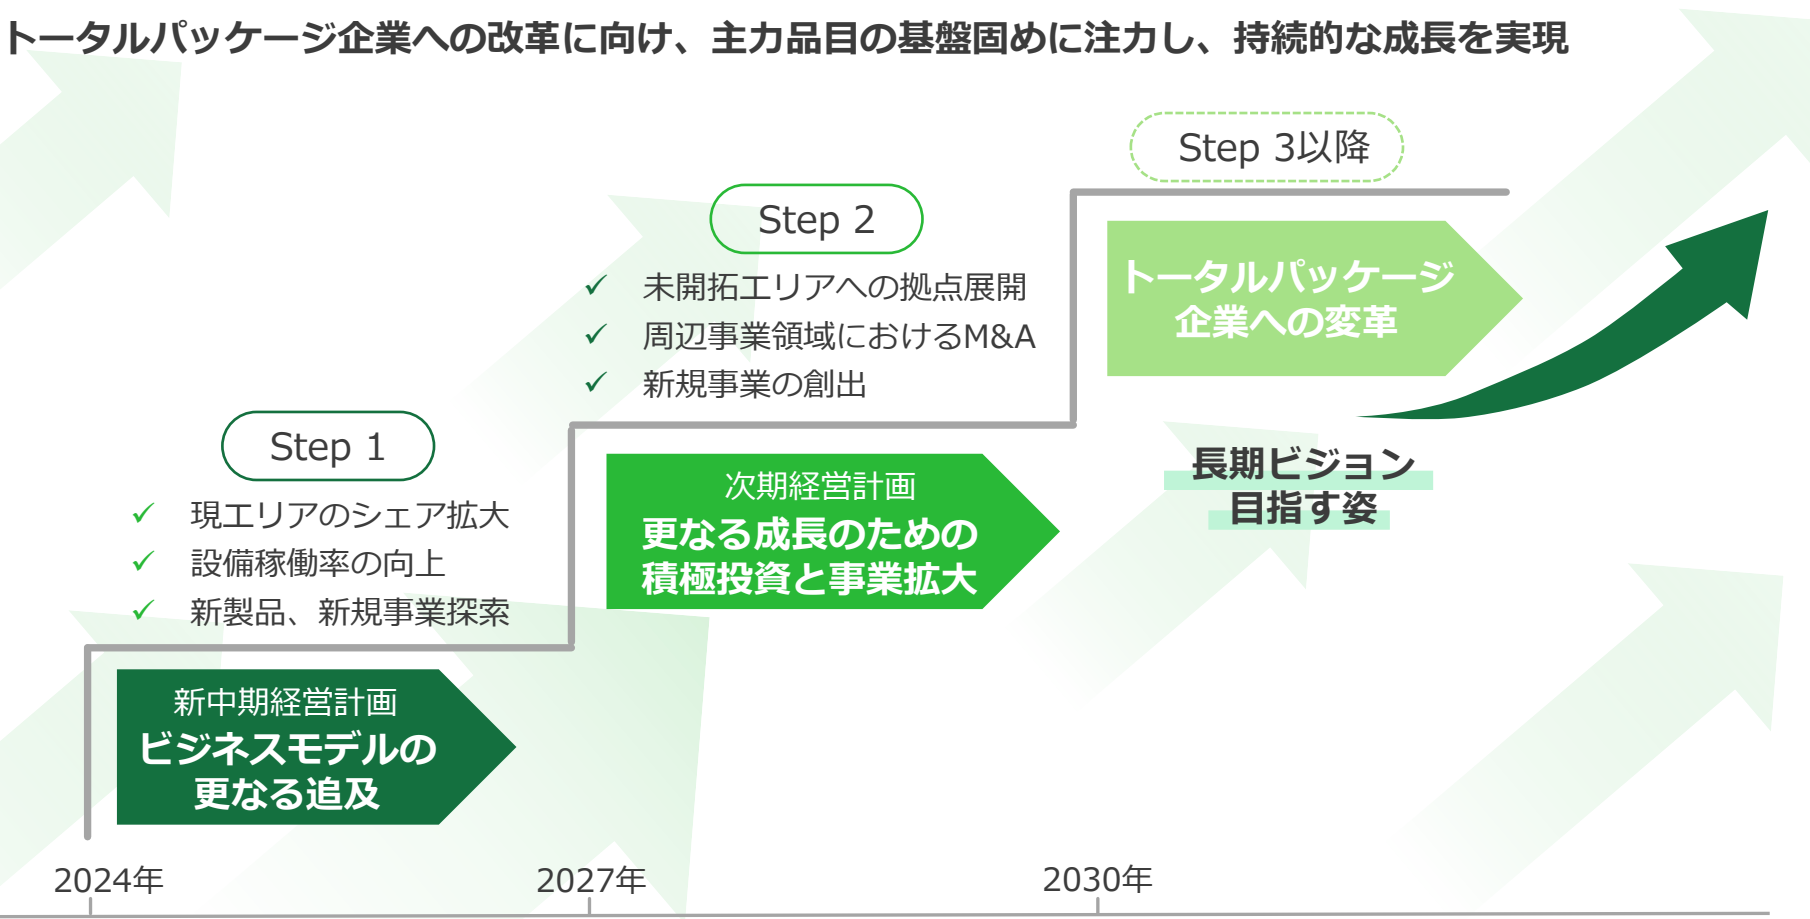 トータルパッケージ企業への改革に向け、主力品目の基盤固めに注力し、持続的な成長を実現
Step 1
現エリアのシェア拡大
設備稼働率の向上
新製品、新規事業探索
新中期経営計画
ビジネスモデルの
更なる追及
Step 2
未開拓エリアへの拠点展開
周辺事業領域におけるM&A
新規事業の創出
次期経営計画
更なる成長のための
積極投資と事業拡大
Step 3以降
トータルパッケージ
企業への変革
長期ビジョン
目指す姿
2024年
2027年
2030年